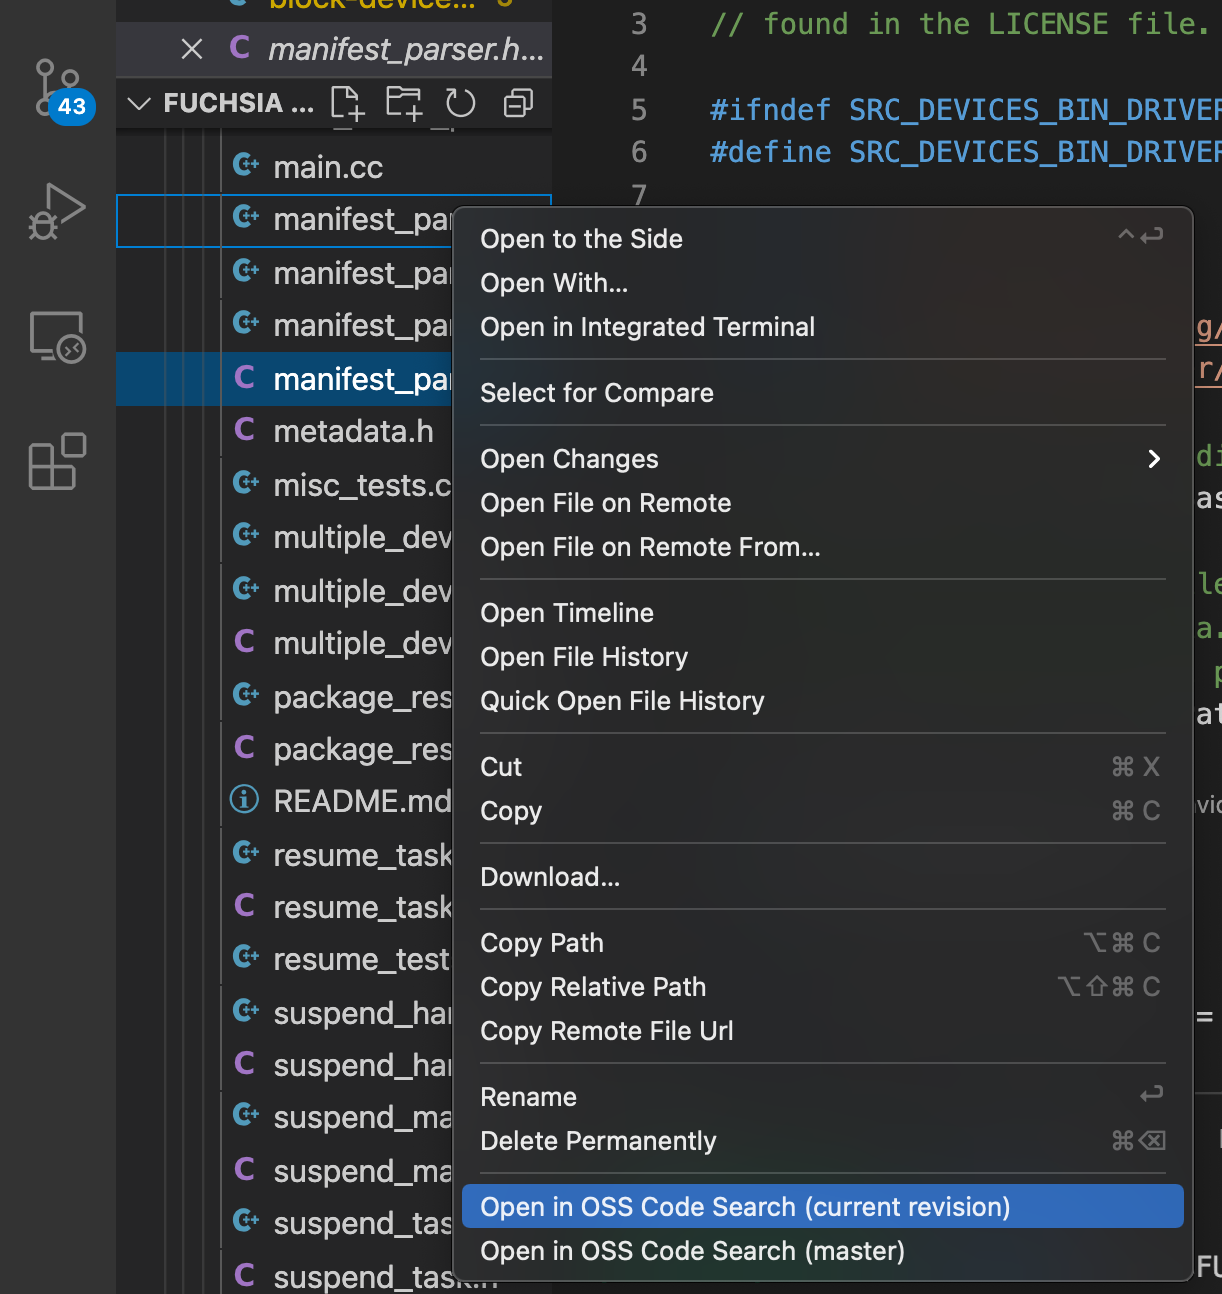 block-device...
manifest_parser.h...
43
FUCHSIA ...
main.cc
manifest_par
manifest_par
manifest_par
manifest_par
metadata.h
misc_tests.c
multiple_dev
multiple_dev
multiple_dev
package_res
package_res
README.md
resume_task
resume_task
resume_test
suspend_har
suspend_har
suspend_ma
suspend_ma
suspend_tas
suspend_task.h
3 // found in the LICENSE file.
4
5 #ifndef SRC_DEVICES_BIN_DRIVER
6 #define SRC_DEVICES_BIN_DRIVER
7
Open to the Side ^↩
Open With...
Open in Integrated Terminal
Select for Compare
Open Changes
Open File on Remote
Open File on Remote From...
Open Timeline
Open File History
Quick Open File History
Cut ⌘ X
Copy ⌘ C
Download...
Copy Path ⌥⌘ C
Copy Relative Path ⌥⇧⌘ C
Copy Remote File Url
Rename ↩
Delete Permanently ⌘⌫
Open in OSS Code Search (current revision)
Open in OSS Code Search (master)
g/
r/
di
as
le
a.
p
at
vid
=
FU